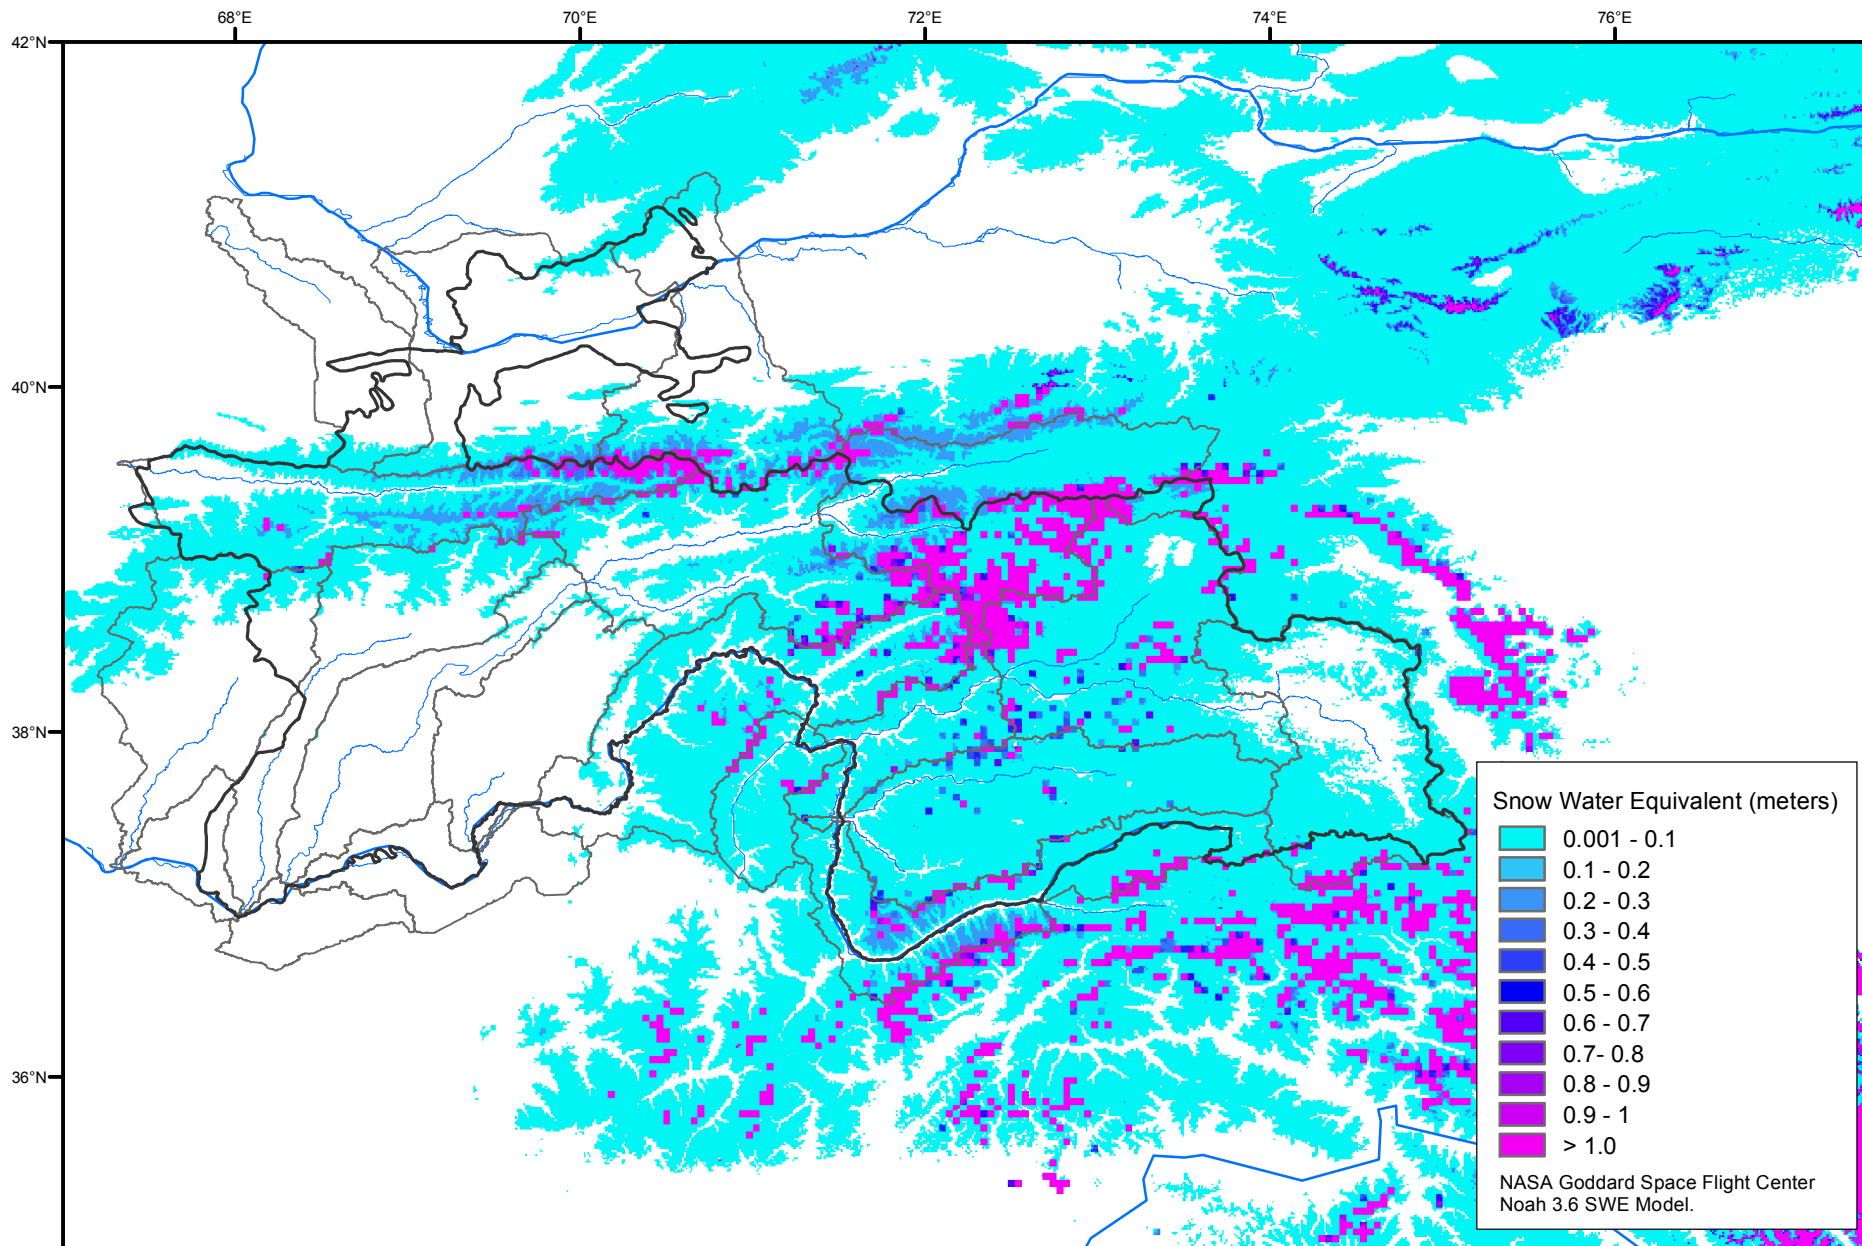 68°E
70°E
72°E
74°E
76°E
42°N
40°N
38°N
36°N
Snow Water Equivalent (meters)
0.001 - 0.1
0.1 - 0.2
0.2 - 0.3
0.3 - 0.4
0.4 - 0.5
0.5 - 0.6
0.6 - 0.7
0.7- 0.8
0.8 - 0.9
0.9 - 1
> 1.0
NASA Goddard Space Flight Center
Noah 3.6 SWE Model.